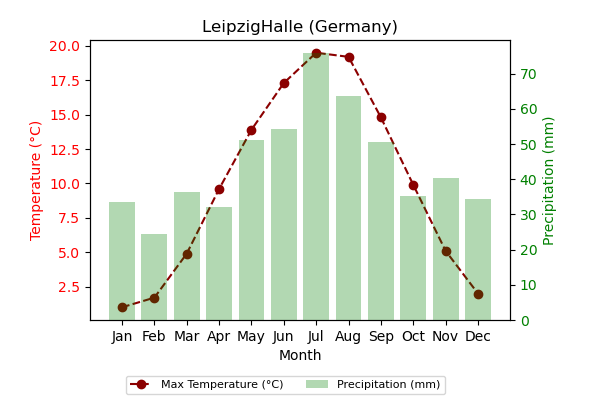 LeipzigHalle (Germany)
20.0
17.5
15.0
12.5
10.0
7.5
5.0
2.5
Temperature (°C)
70
60
50
40
30
20
10
0
Precipitation (mm)
Jan Feb Mar Apr May Jun Jul Aug Sep Oct Nov Dec
Month
Max Temperature (°C) Precipitation (mm)